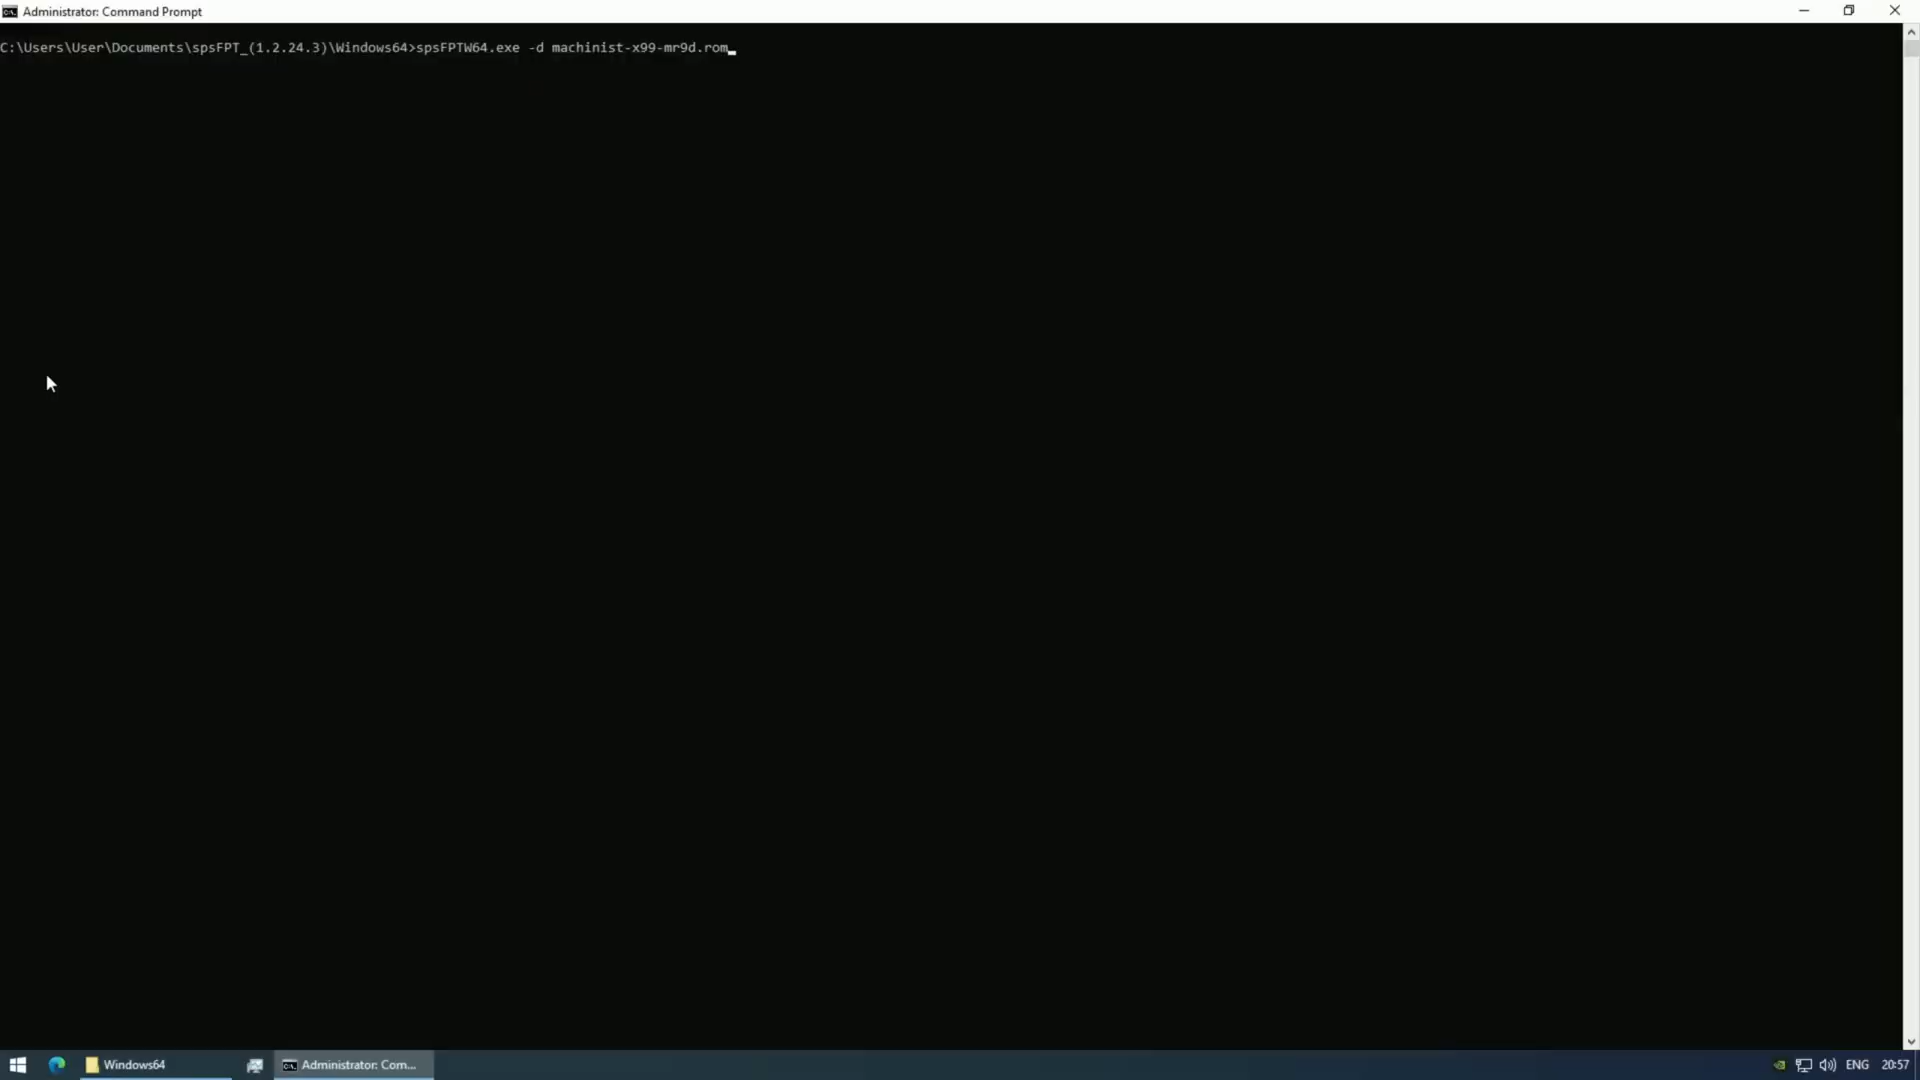 Administrator: Command Prompt
C:\Users\User\Documents\spsFPT_(1.2.24.3)\Windows64>spsFPTW64.exe -d machinist-x99-mr9d.rom
Windows64
Administrator: Com...
ENG
20:57